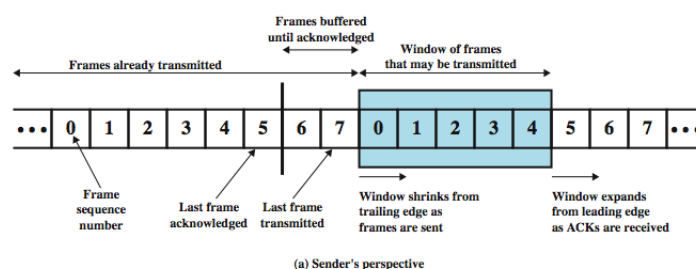 Frames buffered
until acknowledged
Window of frames
that may be transmitted
Frames already transmitted
••• 0 1 2 3 4 5 6 7 0 1 2 3 4 5 6 7 •••
Frame
sequence
number
Last frame
acknowledged
Last frame
transmitted
Window shrinks from
trailing edge as
frames are sent
Window expands
from leading edge
as ACKs are received
(a) Sender's perspective